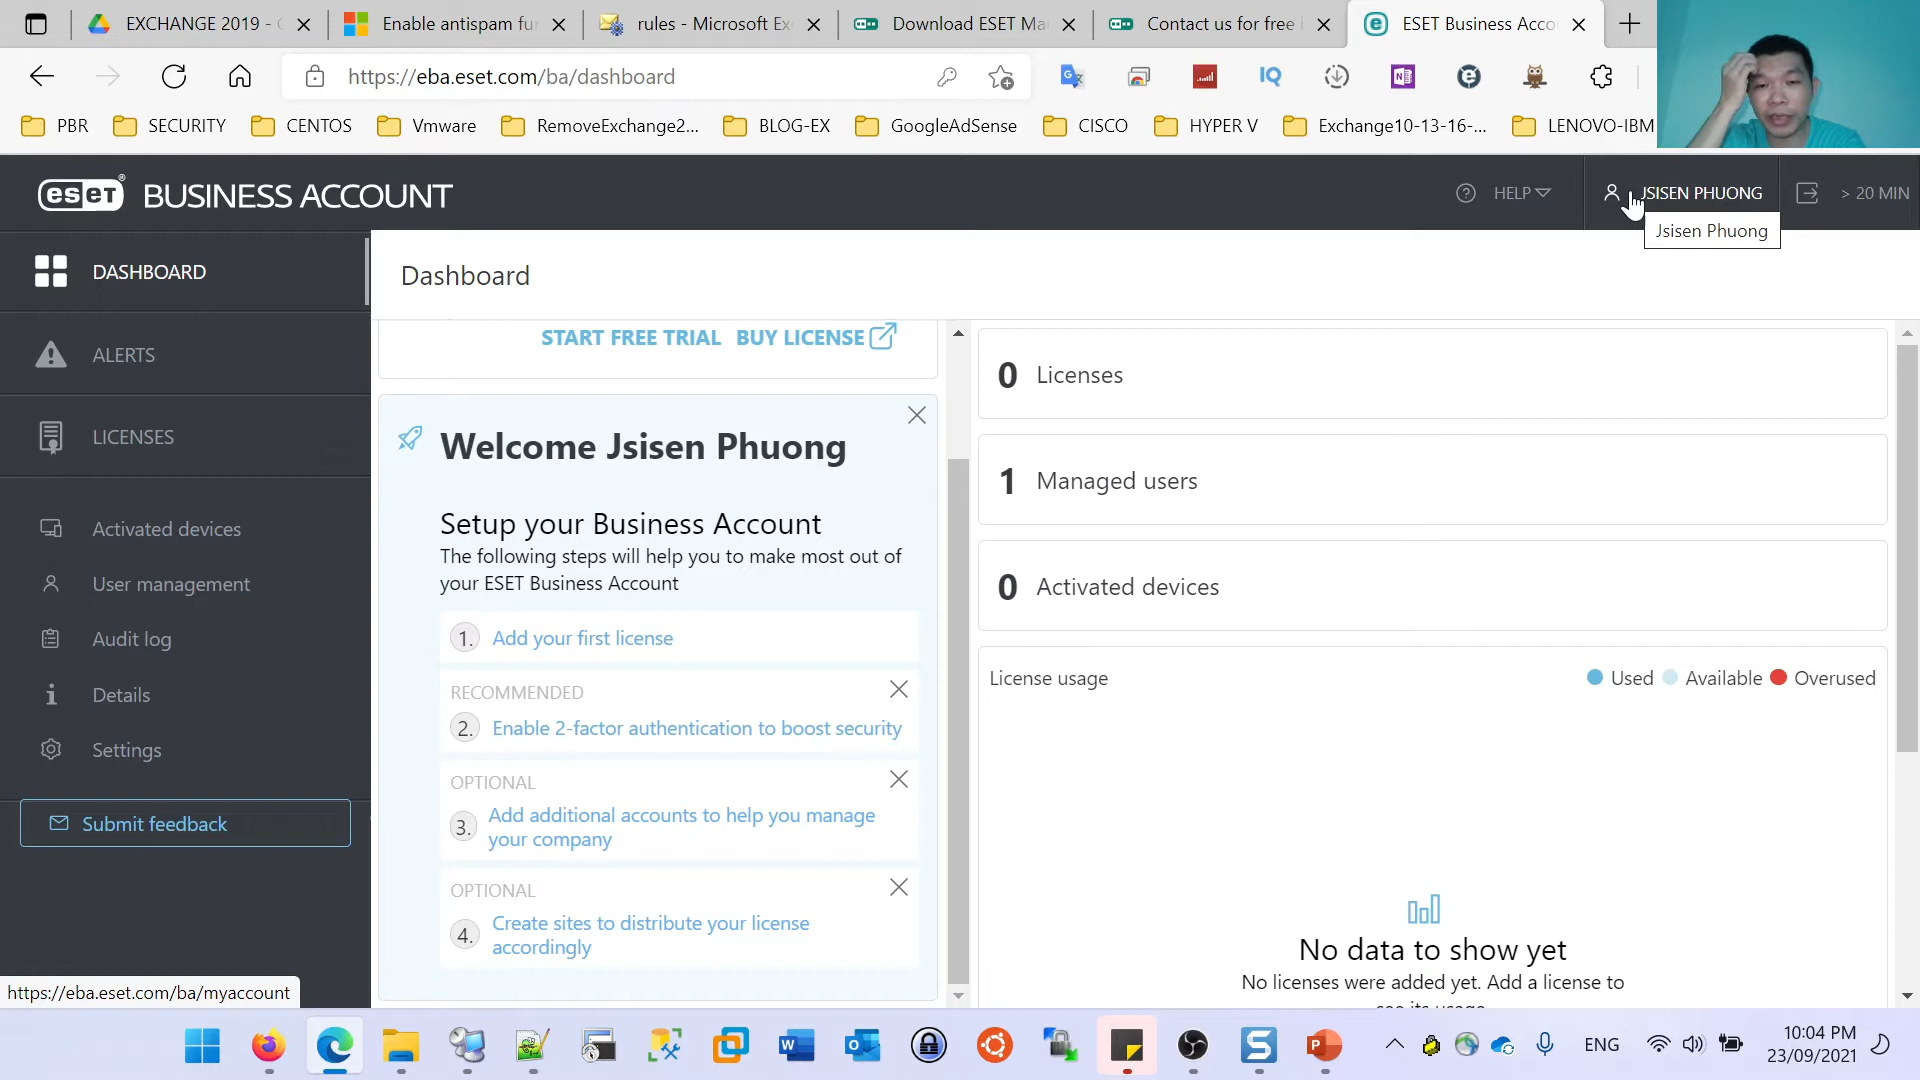 EXCHANGE 2019 -
Enable antispam fu
rules - Microsoft Ex
Download ESET Ma
Contact us for free
ESET Business Acco
https://eba.eset.com/ba/dashboard
IQ
PBR
SECURITY
CENTOS
Vmware
RemoveExchange2...
BLOG-EX
GoogleAdSense
CISCO
HYPER V
Exchange10-13-16-...
LENOVO-IBM
eset BUSINESS ACCOUNT
HELP
JSISEN PHUONG
> 20 MIN
Jsisen Phuong
DASHBOARD
ALERTS
LICENSES
Activated devices
User management
Audit log
Details
Settings
Submit feedback
Dashboard
START FREE TRIAL BUY LICENSE
Welcome Jsisen Phuong
Setup your Business Account
The following steps will help you to make most out of
your ESET Business Account
1. Add your first license
RECOMMENDED
2. Enable 2-factor authentication to boost security
OPTIONAL
3. Add additional accounts to help you manage
your company
OPTIONAL
4. Create sites to distribute your license
accordingly
0 Licenses
1 Managed users
0 Activated devices
License usage
Used Available Overused
No data to show yet
No licenses were added yet. Add a license to
https://eba.eset.com/ba/myaccount
ENG
10:04 PM
23/09/2021